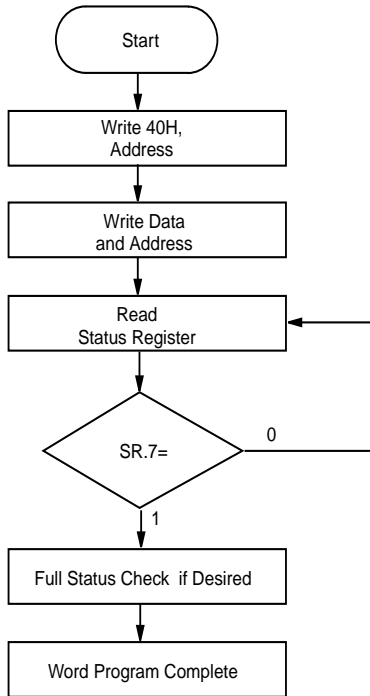 Start
Write 40H,
Address
Write Data
and Address
Read
Status Register
SR.7=
0
1
Full Status Check if Desired
Word Program Complete